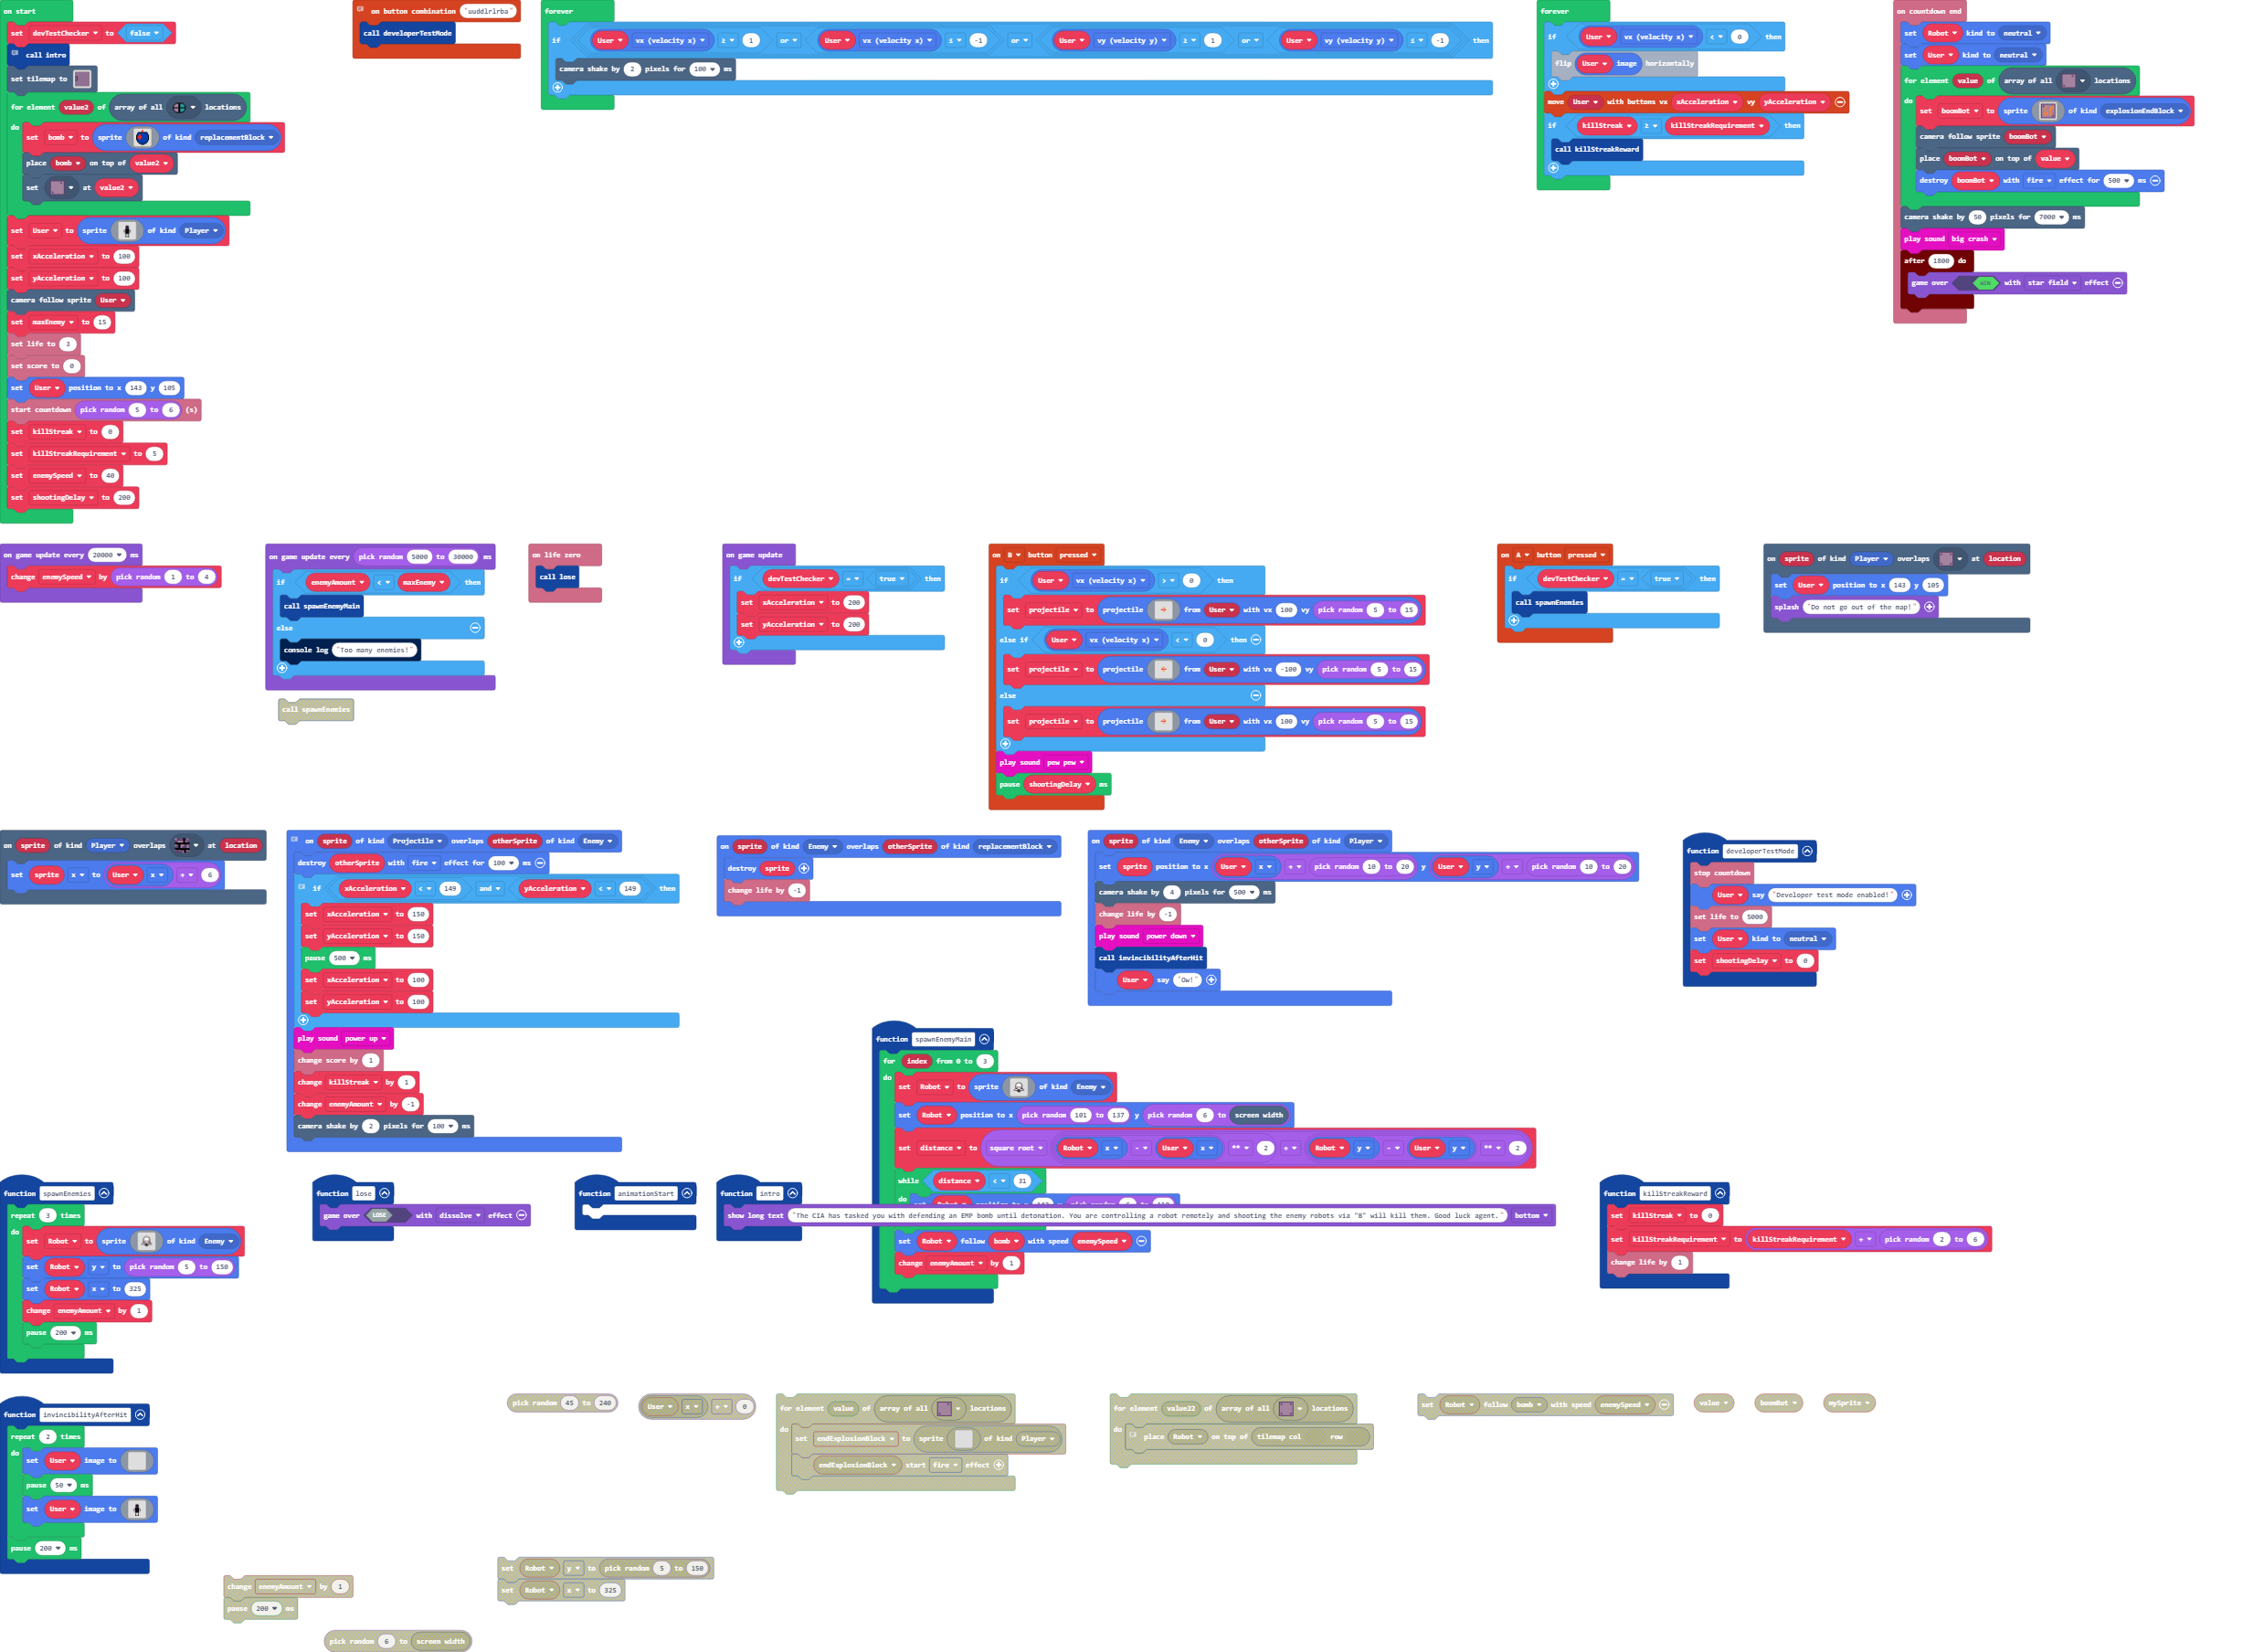 on start
set devTestChecker to false
call intro
set tilemap to
for element value2 of array of all locations
do
set bomb to sprite of kind replacementBlock
place bomb on top of value2
set at value2
set User to sprite of kind Player
set xAcceleration to 100
set yAcceleration to 100
camera follow sprite User
set maxEnemy to 15
set life to 3
set score to 0
set User position to x 143 y 105
start countdown pick random 5 to 6 (s)
set killStreak to 0
set killStreakRequirement to 5
set enemySpeed to 40
set shootingDelay to 200
on button combination "uuddlrlrba"
call developerTestMode
forever
if User vx (velocity x) ≥ 1 or User vx (velocity x) ≤ -1 or User vy (velocity y) ≥ 1 or User vy (velocity y) ≤ -1 then
camera shake by 2 pixels for 100 ms
forever
if User vx (velocity x) < 0 then
flip User image horizontally
move User with buttons vx xAcceleration vy yAcceleration
if killStreak ≥ killStreakRequirement then
call killStreakReward
on countdown end
set Robot kind to neutral
set User kind to neutral
for element value of array of all locations
do
set boomBot to sprite of kind explosionEndBlock
camera follow sprite boomBot
place boomBot on top of value
destroy boomBot with fire effect for 500 ms
camera shake by 50 pixels for 7000 ms
play sound big crash
after 1800 do
game over WIN with star field effect
on game update every 20000 ms
change enemySpeed by pick random 1 to 4
on game update every pick random 5000 to 30000 ms
if enemyAmount < maxEnemy then
call spawnEnemyMain
else
console log "Too many enemies!"
call spawnEnemies
on life zero
call lose
on game update
if devTestChecker = true then
set xAcceleration to 200
set yAcceleration to 200
on B button pressed
if User vx (velocity x) > 0 then
set projectile to projectile from User with vx 100 vy pick random 5 to 15
else if User vx (velocity x) < 0 then
set projectile to projectile from User with vx -100 vy pick random 5 to 15
else
set projectile to projectile from User with vx 100 vy pick random 5 to 15
play sound pew pew
pause shootingDelay ms
on A button pressed
if devTestChecker = true then
call spawnEnemies
on sprite of kind Player overlaps at location
set User position to x 143 y 105
splash "Do not go out of the map!"
on sprite of kind Player overlaps at location
set sprite x to User x + 6
on sprite of kind Projectile overlaps otherSprite of kind Enemy
destroy otherSprite with fire effect for 100 ms
if xAcceleration < 149 and yAcceleration < 149 then
set xAcceleration to 150
set yAcceleration to 150
pause 500 ms
set xAcceleration to 100
set yAcceleration to 100
play sound power up
change score by 1
change killStreak by 1
change enemyAmount by -1
camera shake by 2 pixels for 100 ms
on sprite of kind Enemy overlaps otherSprite of kind replacementBlock
destroy sprite
change life by -1
on sprite of kind Enemy overlaps otherSprite of kind Player
set sprite position to x User x + pick random 10 to 20 y User y + pick random 10 to 20
camera shake by 4 pixels for 500 ms
change life by -1
play sound power down
call invincibilityAfterHit
User say "Ow!"
function developerTestMode
stop countdown
User say "Developer test mode enabled!"
set life to 5000
set User kind to neutral
set shootingDelay to 0
function spawnEnemyMain
for index from 0 to 3
do
set Robot to sprite of kind Enemy
set Robot position to x pick random 101 to 137 y pick random 6 to screen width
set distance to square root Robot x - User x ** 2 + Robot y - User y ** 2
while distance < 31
do
set Robot follow bomb with speed enemySpeed
change enemyAmount by 1
function spawnEnemies
repeat 3 times
do
set Robot to sprite of kind Enemy
set Robot y to pick random 5 to 150
set Robot x to 325
change enemyAmount by 1
pause 200 ms
function lose
game over LOSE with dissolve effect
function animationStart
function intro
show long text "The CIA has tasked you with defending an EMP bomb until detonation. You are controlling a robot remotely and shooting the enemy robots via "B" will kill them. Good luck agent." bottom
function killStreakReward
set killStreak to 0
set killStreakRequirement to killStreakRequirement + pick random 2 to 6
change life by 1
function invincibilityAfterHit
repeat 2 times
do
set User image to
pause 50 ms
set User image to
pause 200 ms
pick random 45 to 240
User x + 0
for element value of array of all locations
do
set endExplosionBlock to sprite of kind Player
endExplosionBlock start fire effect
for element value22 of array of all locations
do
place Robot on top of tilemap col row
set Robot follow bomb with speed enemySpeed
value
boomBot
mySprite
change enemyAmount by 1
pause 200 ms
set Robot y to pick random 5 to 150
set Robot x to 325
pick random 6 to screen width